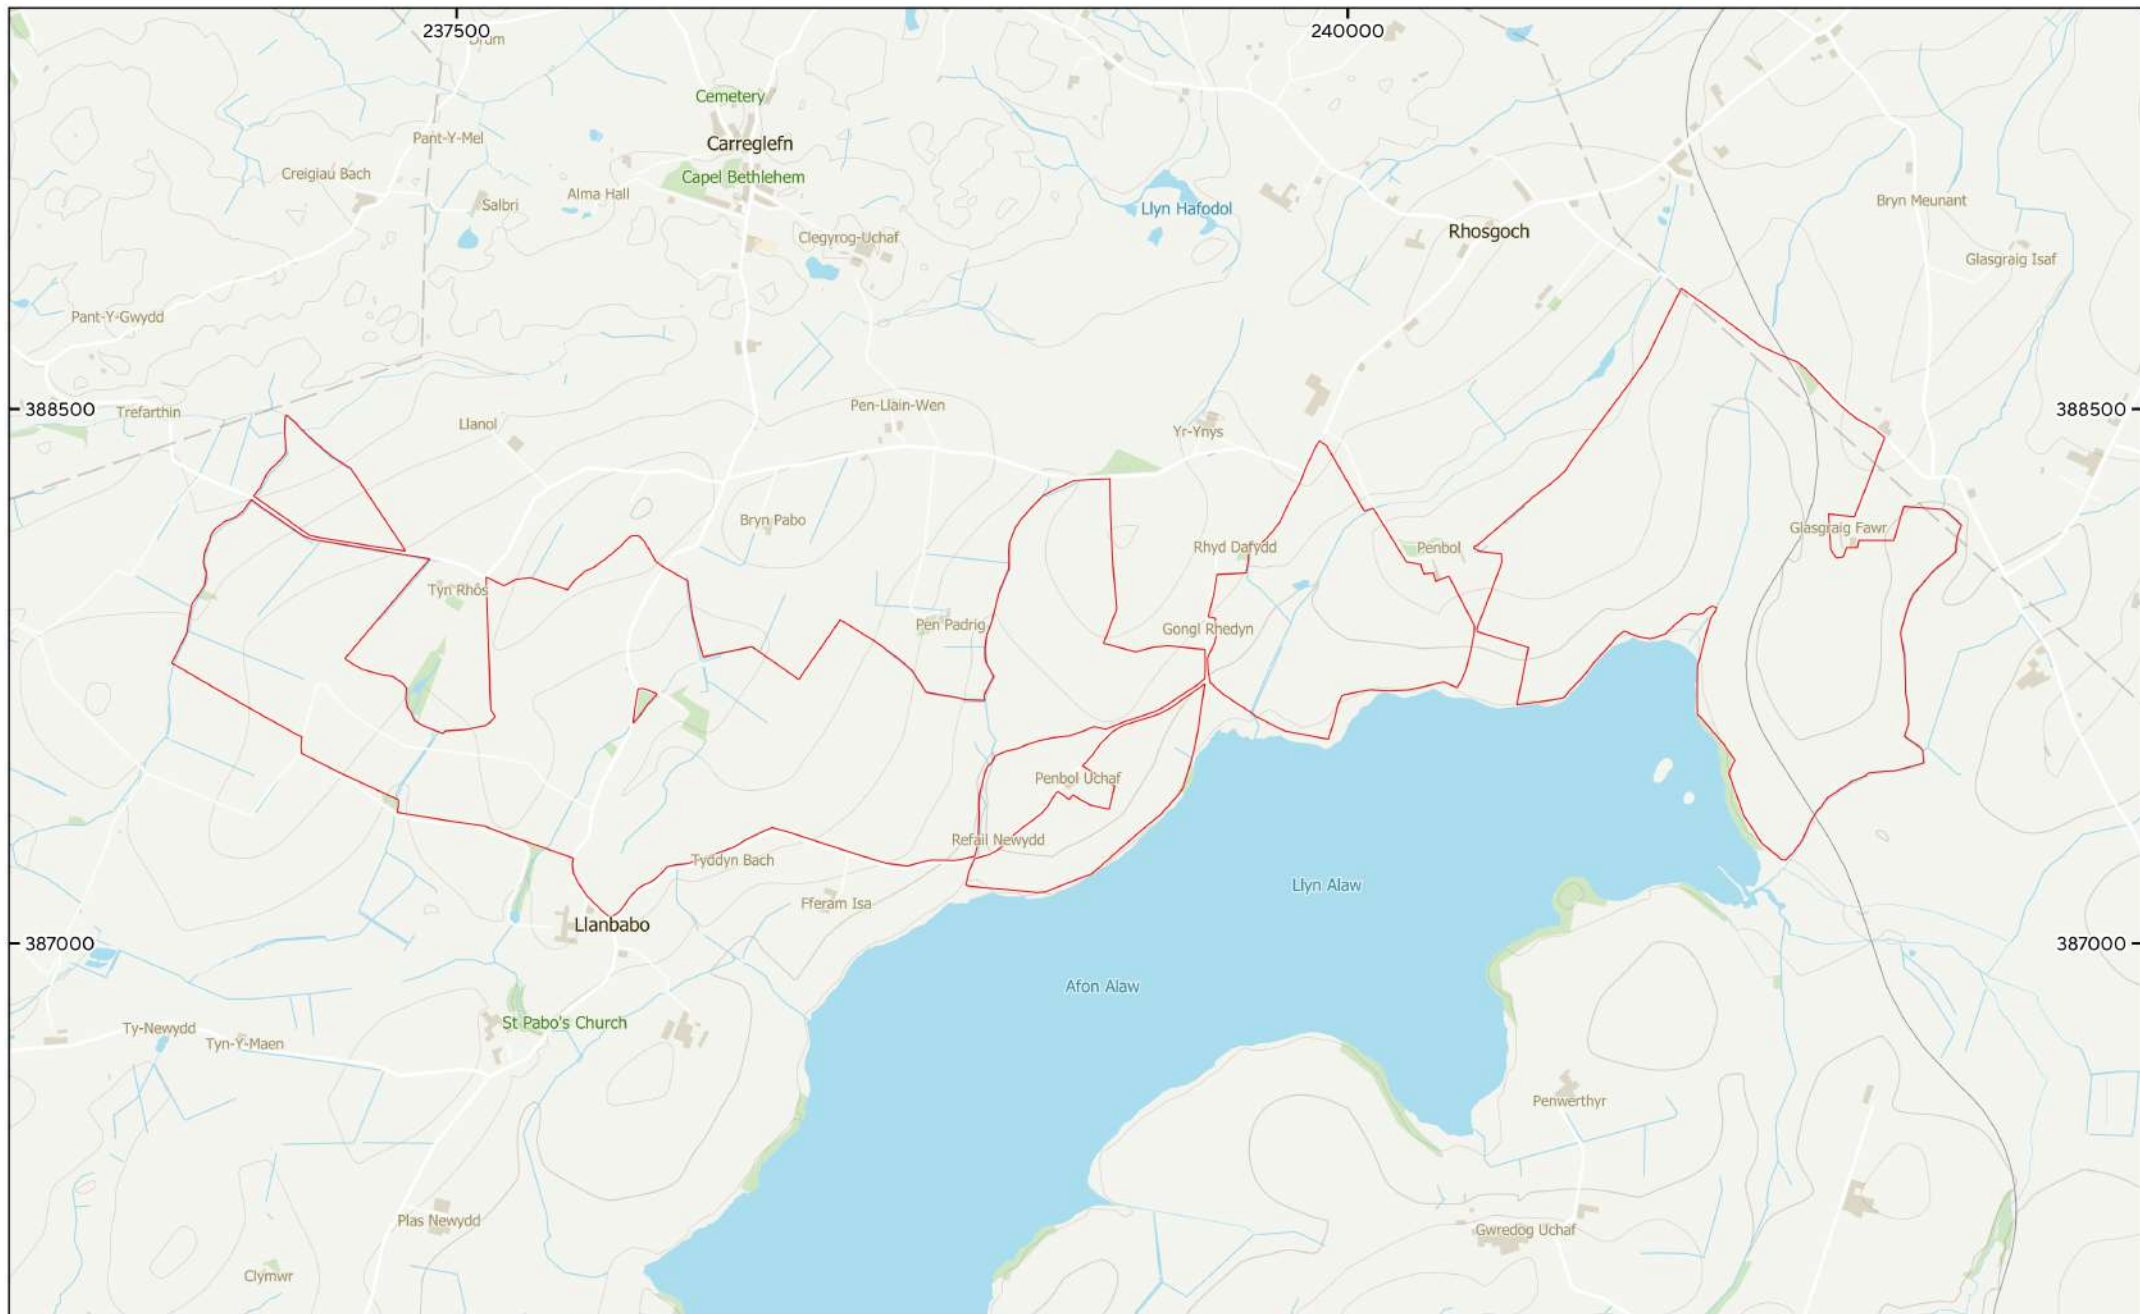 237500
240000
Drum
Cemetery
Pant-Y-Mel
Carreglefn
Creigiau Bach
Capel Bethlehem
Alma Hall
Salbri
Bryn Meunant
Llyn Hafodol
Rhosgoch
Clegyrog-Uchaf
Glasgraig Isaf
Pant-Y-Gwydd
388500
Trefarthin
Pen-Llain-Wen
388500
Llanol
Yr-Ynys
Bryn Pabo
Glasgraig Fawr
Rhyd Dafydd
Penbol
Tyn Rhôs
Pen Padrig
Gongl Rhedyn
Penbol Uchaf
Refail Newydd
Tyddyn Bach
Llyn Alaw
Fferam Isa
Llanbabo
387000
387000
Afon Alaw
St Pabo's Church
Ty-Newydd
Tyn-Y-Maen
Penwerthyr
Plas Newydd
Gwredog Uchaf
Clymwr